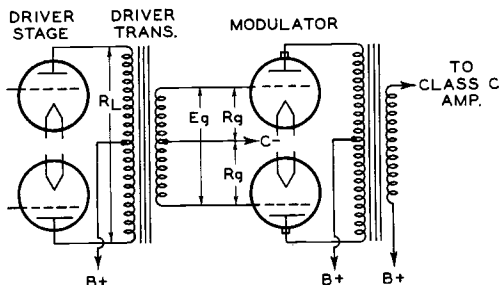 DRIVER
STAGE
DRIVER
TRANS.
MODULATOR
TO
CLASS C
AMP.
RL
Eg
Rg
C-
Rg
B+
B+
B+